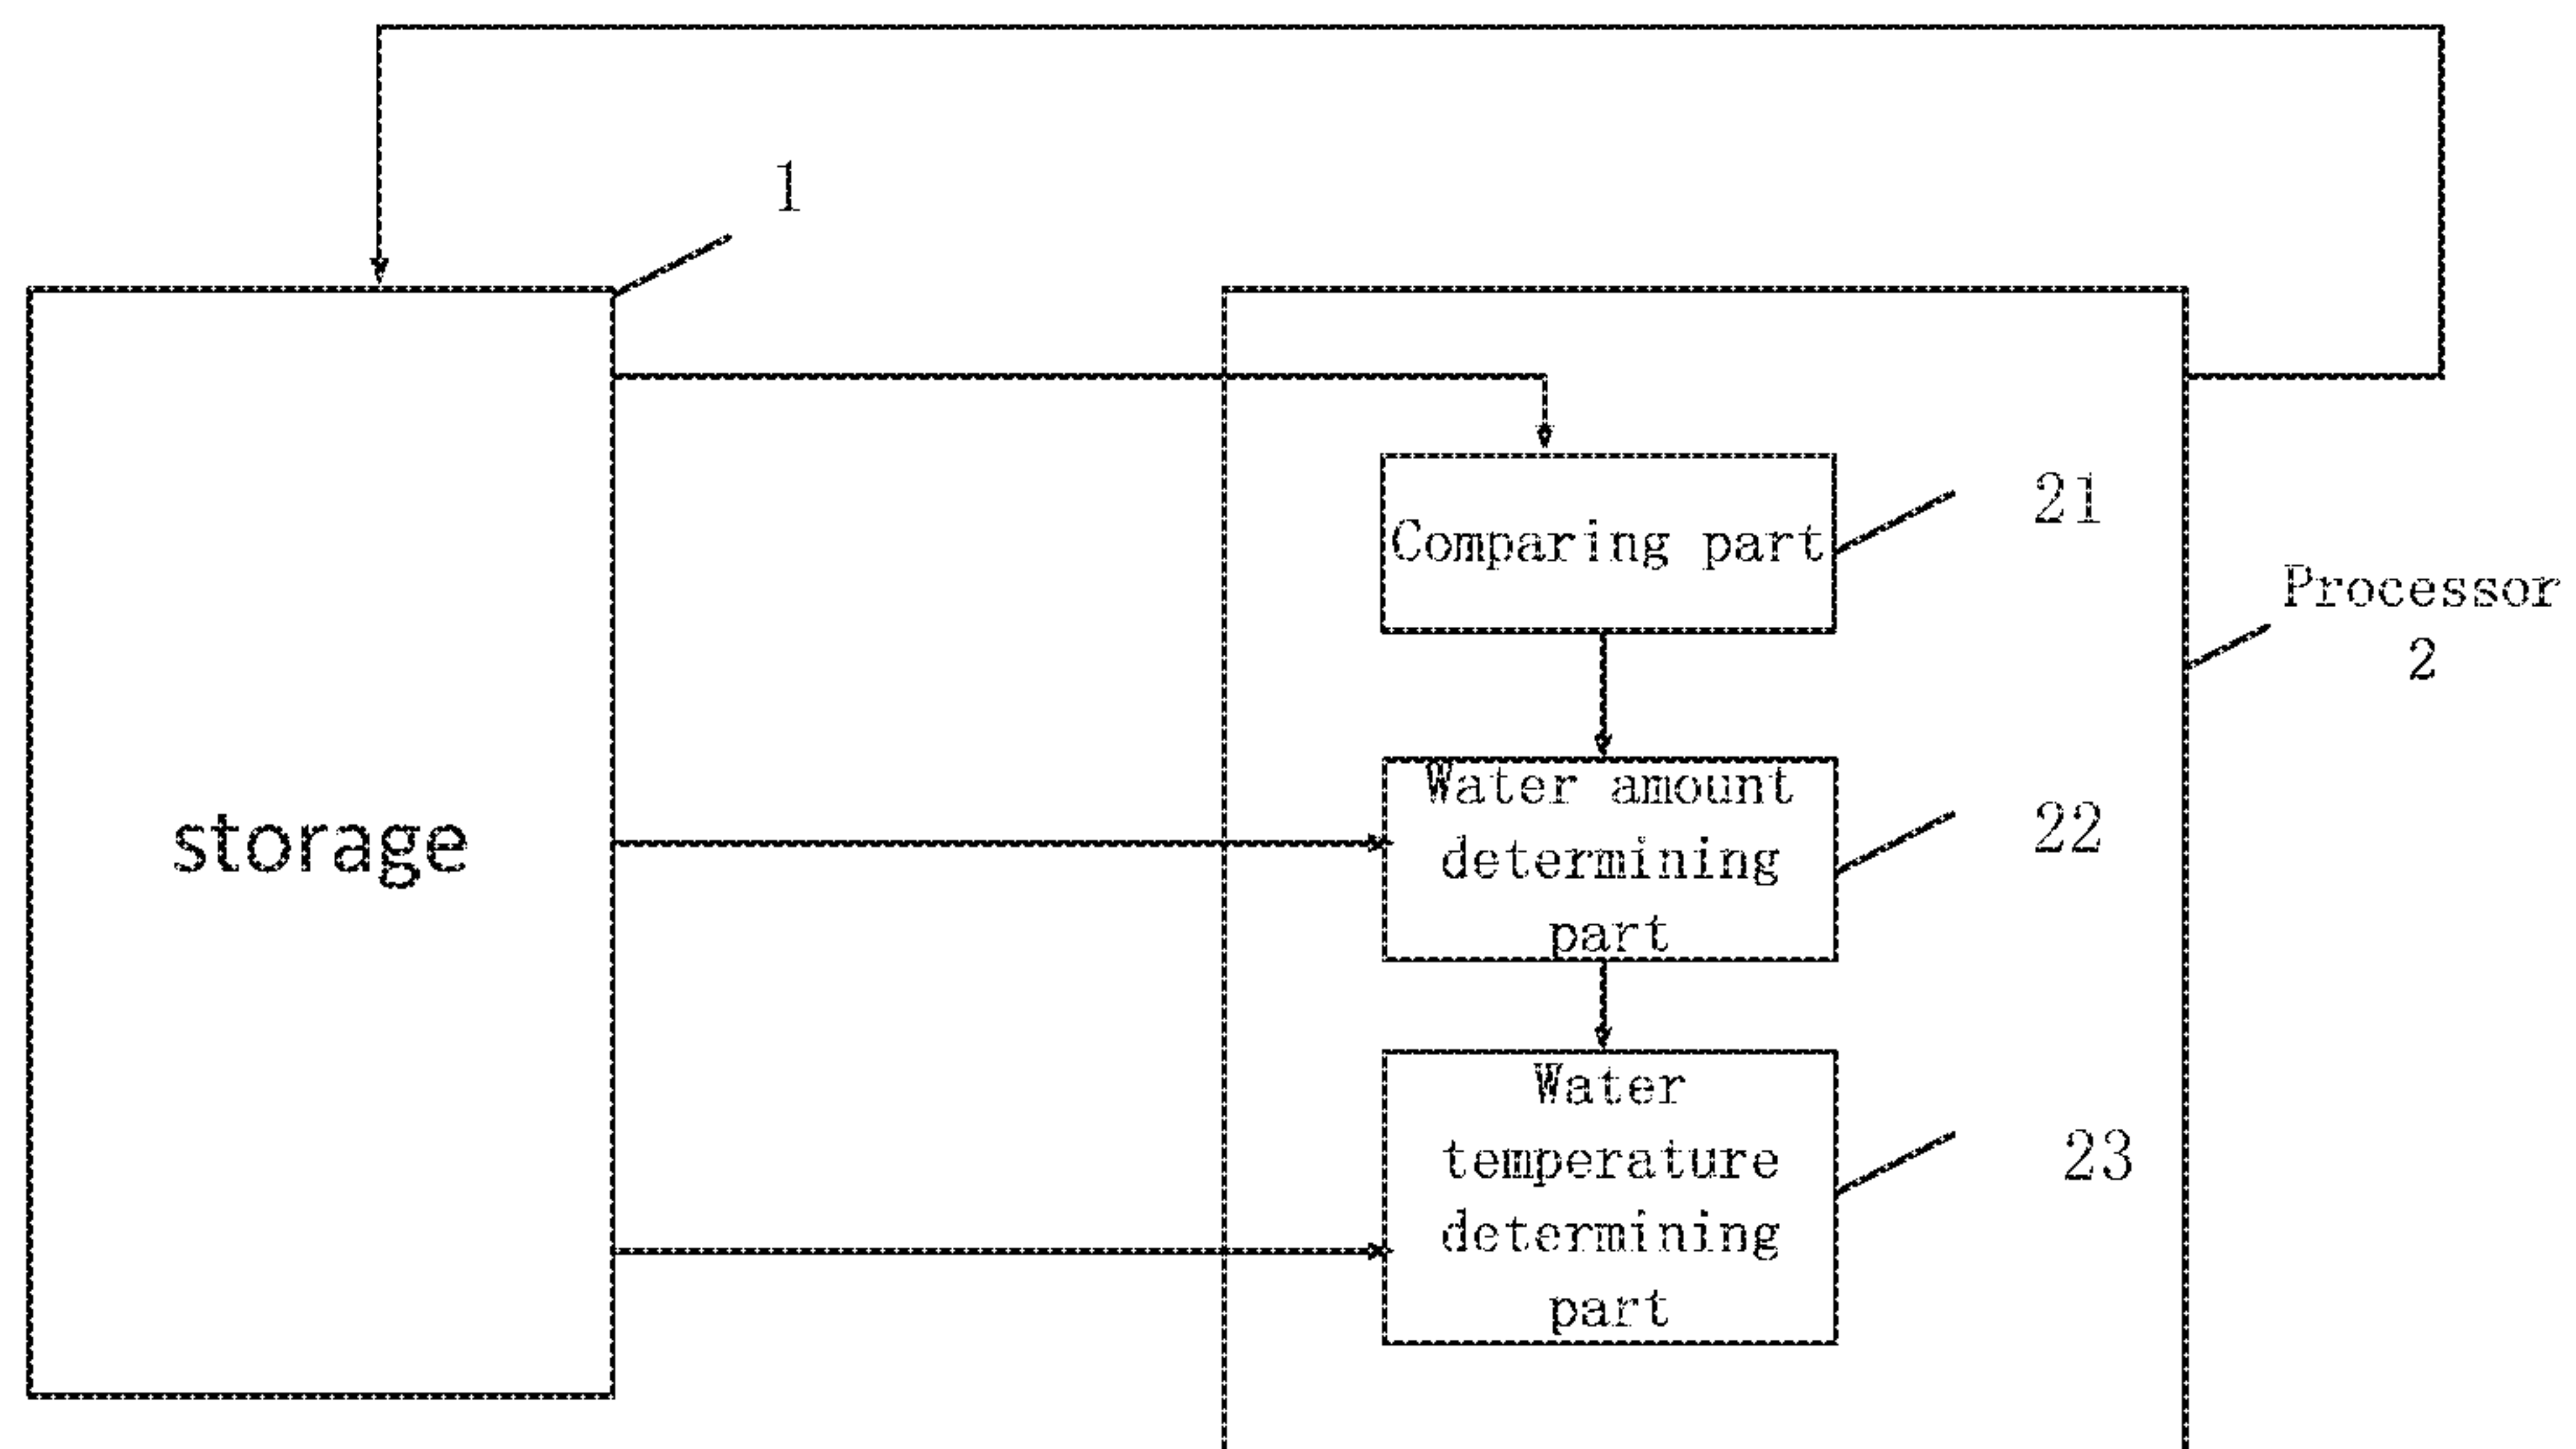 1
Comparing part
21
Processor
2
storage
Water amount
determining
part
22
Water
temperature
determining
part
23